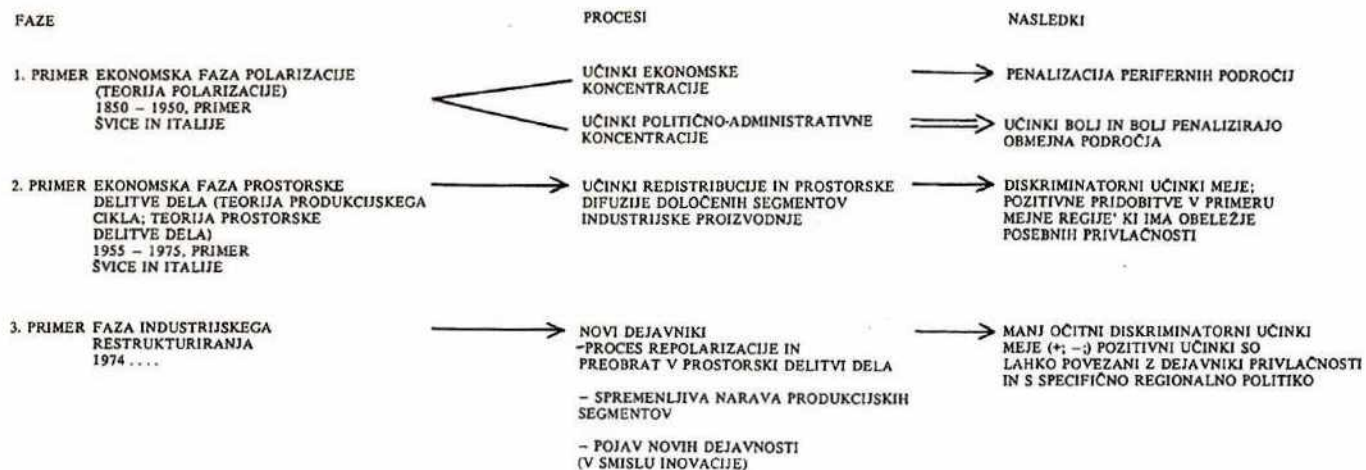 FAZE
PROCESI
NASLEDKI
1. PRIMER EKONOMSKA FAZA POLARIZACIJE
(TEORIJA POLARIZACIJE)
1850 – 1950, PRIMER
ŠVICE IN ITALIJE
UČINKI EKONOMSKE
KONCENTRACIJE
PENALIZACIJA PERIFERNIH PODROČIJ
UČINKI POLITIČNO-ADMINISTRATIVNE
KONCENTRACIJE
UČINKI BOLJ IN BOLJ PENALIZIRAJO
OBMEJNA PODROČJA
2. PRIMER EKONOMSKA FAZA PROSTORSKE
DELITVE DELA (TEORIJA PRODUKCIJSKEGA
CIKLA; TEORIJA PROSTORSKE
DELITVE DELA)
1955 – 1975, PRIMER
ŠVICE IN ITALIJE
UČINKI REDISTRIBUCIJE IN PROSTORSKE
DIFUZIJE DOLOČENIH SEGMENTOV
INDUSTRIJSKE PROIZVODNJE
DISKRIMINATORNI UČINKI MEJE;
POZITIVNE PRIDOBITVE V PRIMERU
MEJNE REGIJE' KI IMA OBELEŽJE
POSEBNIH PRIVLAČNOSTI
3. PRIMER FAZA INDUSTRIJSKEGA
RESTRUKTURIRANJA
1974 ....
NOVI DEJAVNIKI
–PROCES REPOLARIZACIJE IN
PREOBRAT V PROSTORSKI DELITVI DELA
– SPREMENLJIVA NARAVA PRODUKCIJSKIH
SEGMENTOV
– POJAV NOVIH DEJAVNOSTI
(V SMISLU INOVACIJE)
MANJ OČITNI DISKRIMINATORNI UČINKI
MEJE (+; –;) POZITIVNI UČINKI SO
LAHKO POVEZANI Z DEJAVNIKI PRIVLAČNOSTI
IN S SPECIFIČNO REGIONALNO POLITIKO